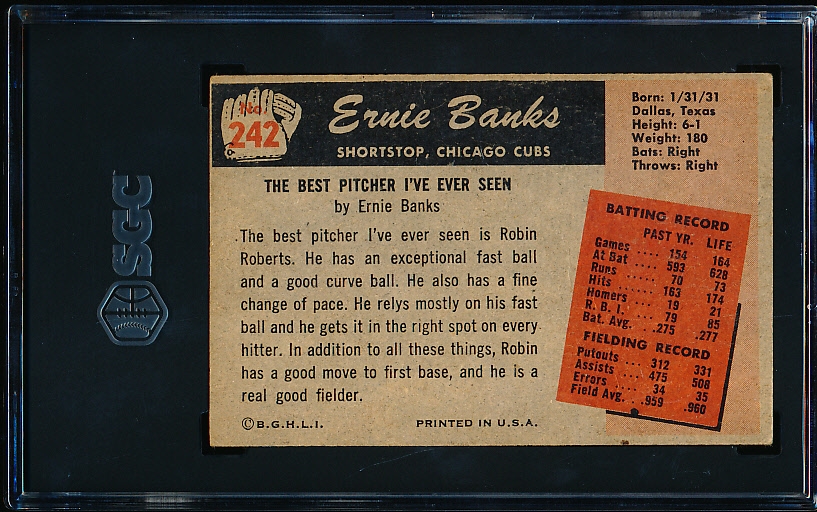 SGC
No.
242
Ernie Banks
SHORTSTOP, CHICAGO CUBS
Born: 1/31/31
Dallas, Texas
Height: 6-1
Weight: 180
Bats: Right
Throws: Right
THE BEST PITCHER I'VE EVER SEEN
by Ernie Banks
The best pitcher I've ever seen is Robin
Roberts. He has an exceptional fast ball
and a good curve ball. He also has a fine
change of pace. He relys mostly on his fast
ball and he gets it in the right spot on every
hitter. In addition to all these things, Robin
has a good move to first base, and he is a
real good fielder.
©B.G.H.L.I. PRINTED IN U.S.A.
BATTING RECORD
PAST YR. LIFE
Games .... 154 164
At Bat .... 593 628
Runs .... 70 73
Hits .... 163 174
Homers .... 19 21
R. B. I. .... 79 85
Bat. Avg. .275 .277
FIELDING RECORD
Putouts .... 312 331
Assists .... 475 508
Errors .... 34 35
Field Avg. .959 .960